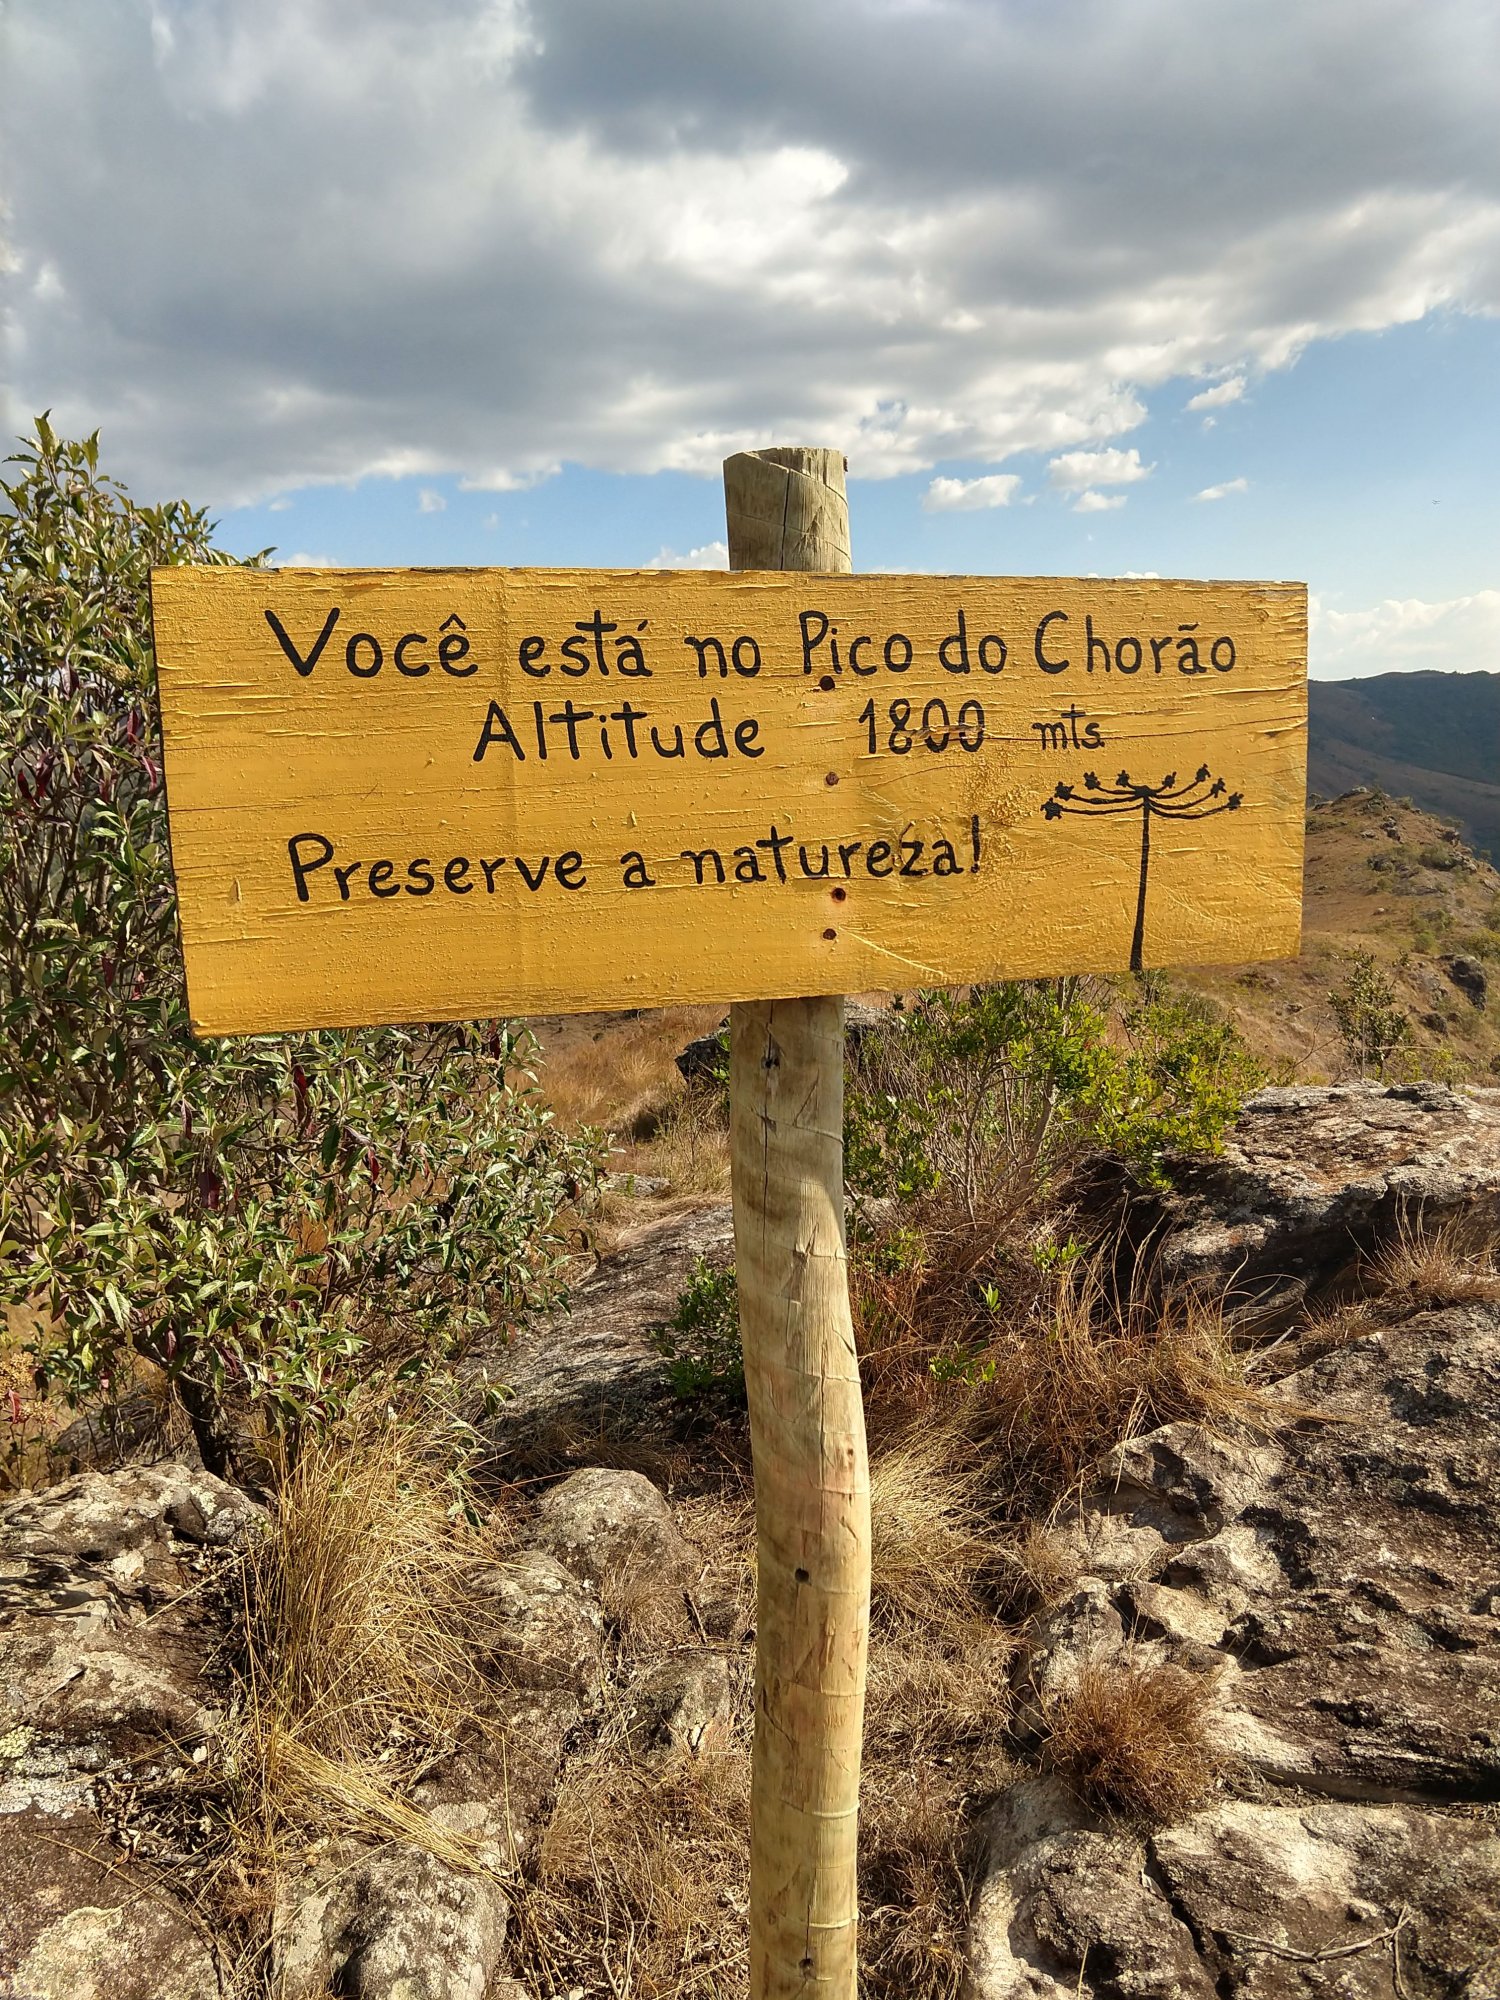 Você está no Pico do Chorão
Altitude 1800 mts.
Preserve a natureza!